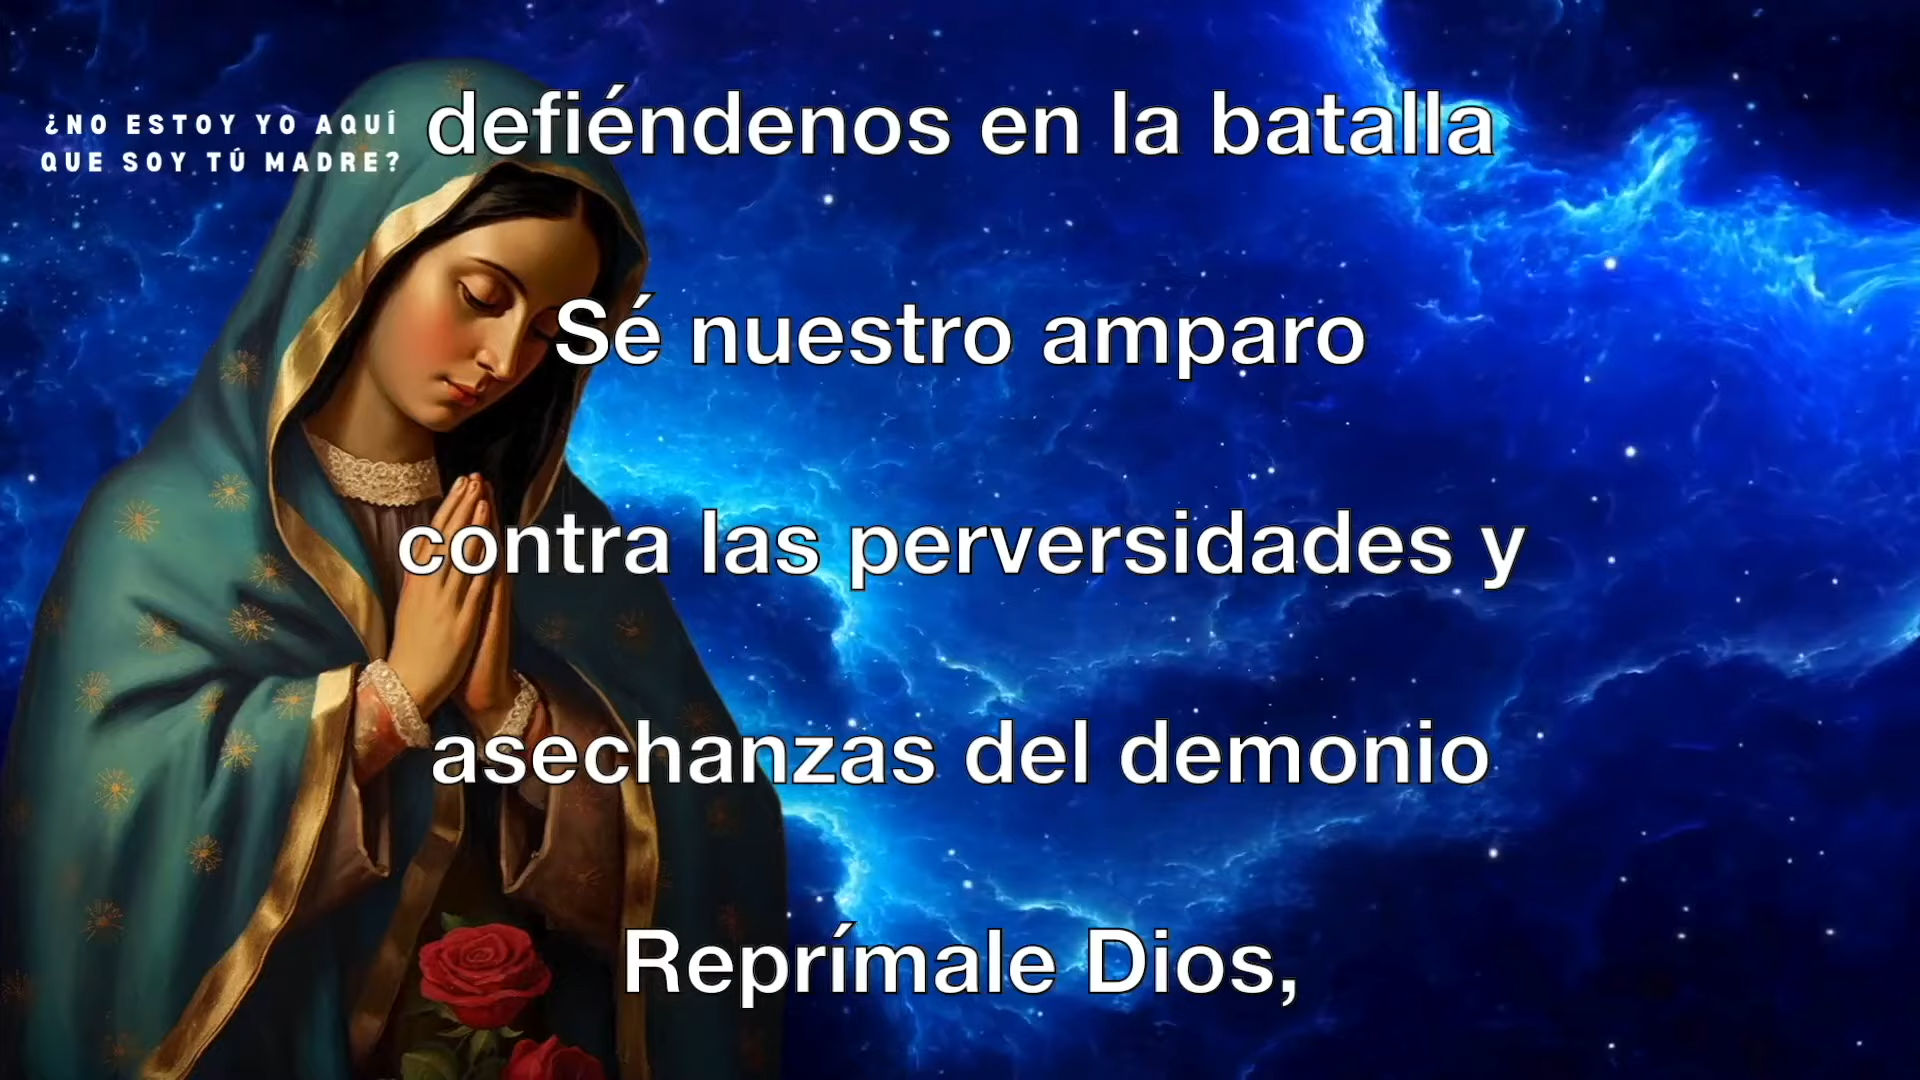 ¿NO ESTOY YO AQUÍ
QUE SOY TÚ MADRE?
defiéndenos en la batalla
Sé nuestro amparo
contra las perversidades y
asechanzas del demonio
Reprímale Dios,